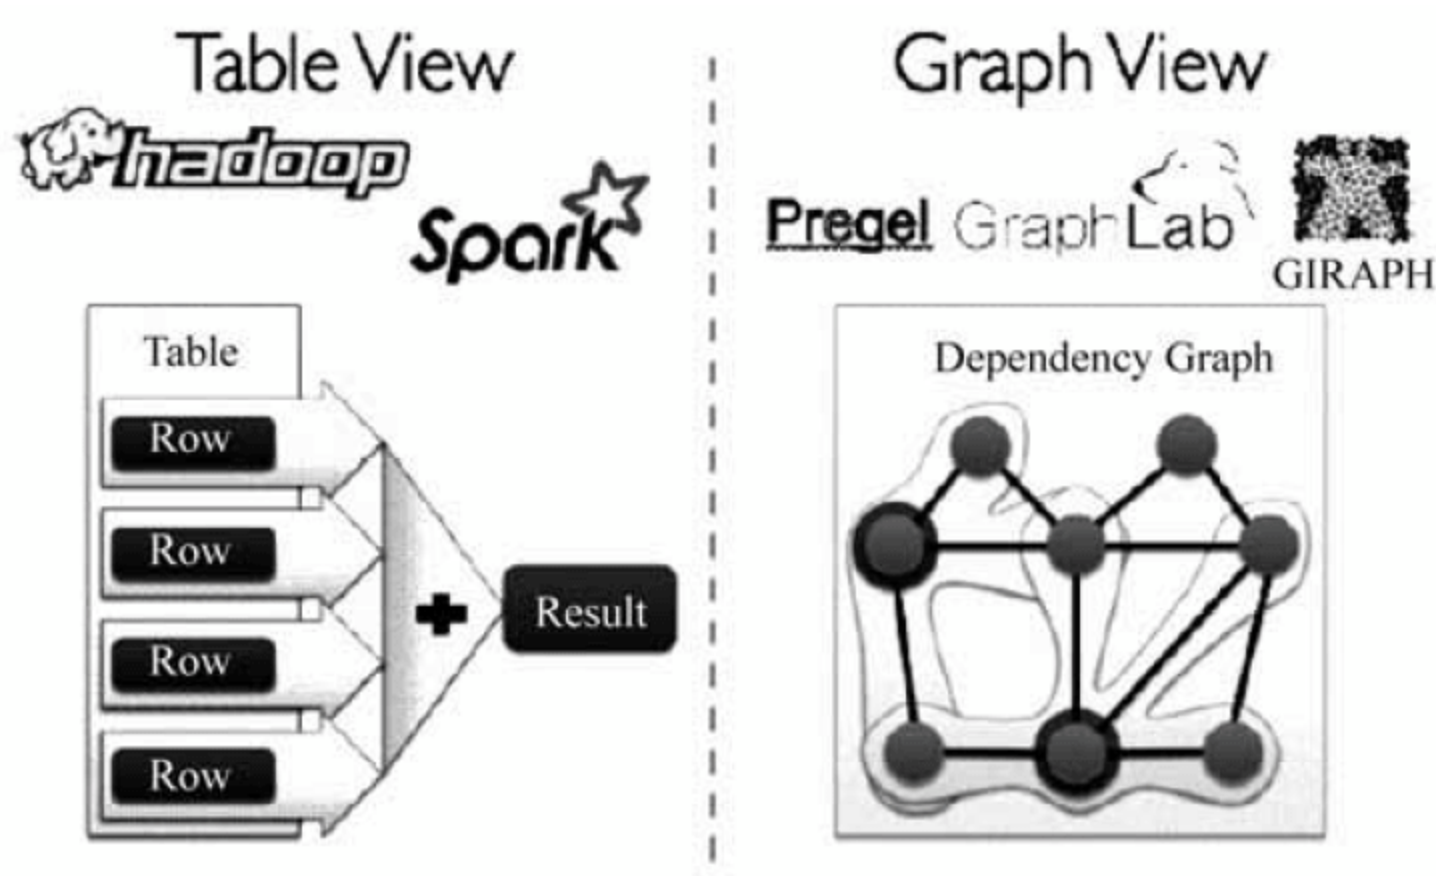 Table View
hadoop
Spark
Table
Row
Row
Row
Row
Result
Graph View
Pregel
GraphLab
GIRAPH
Dependency Graph